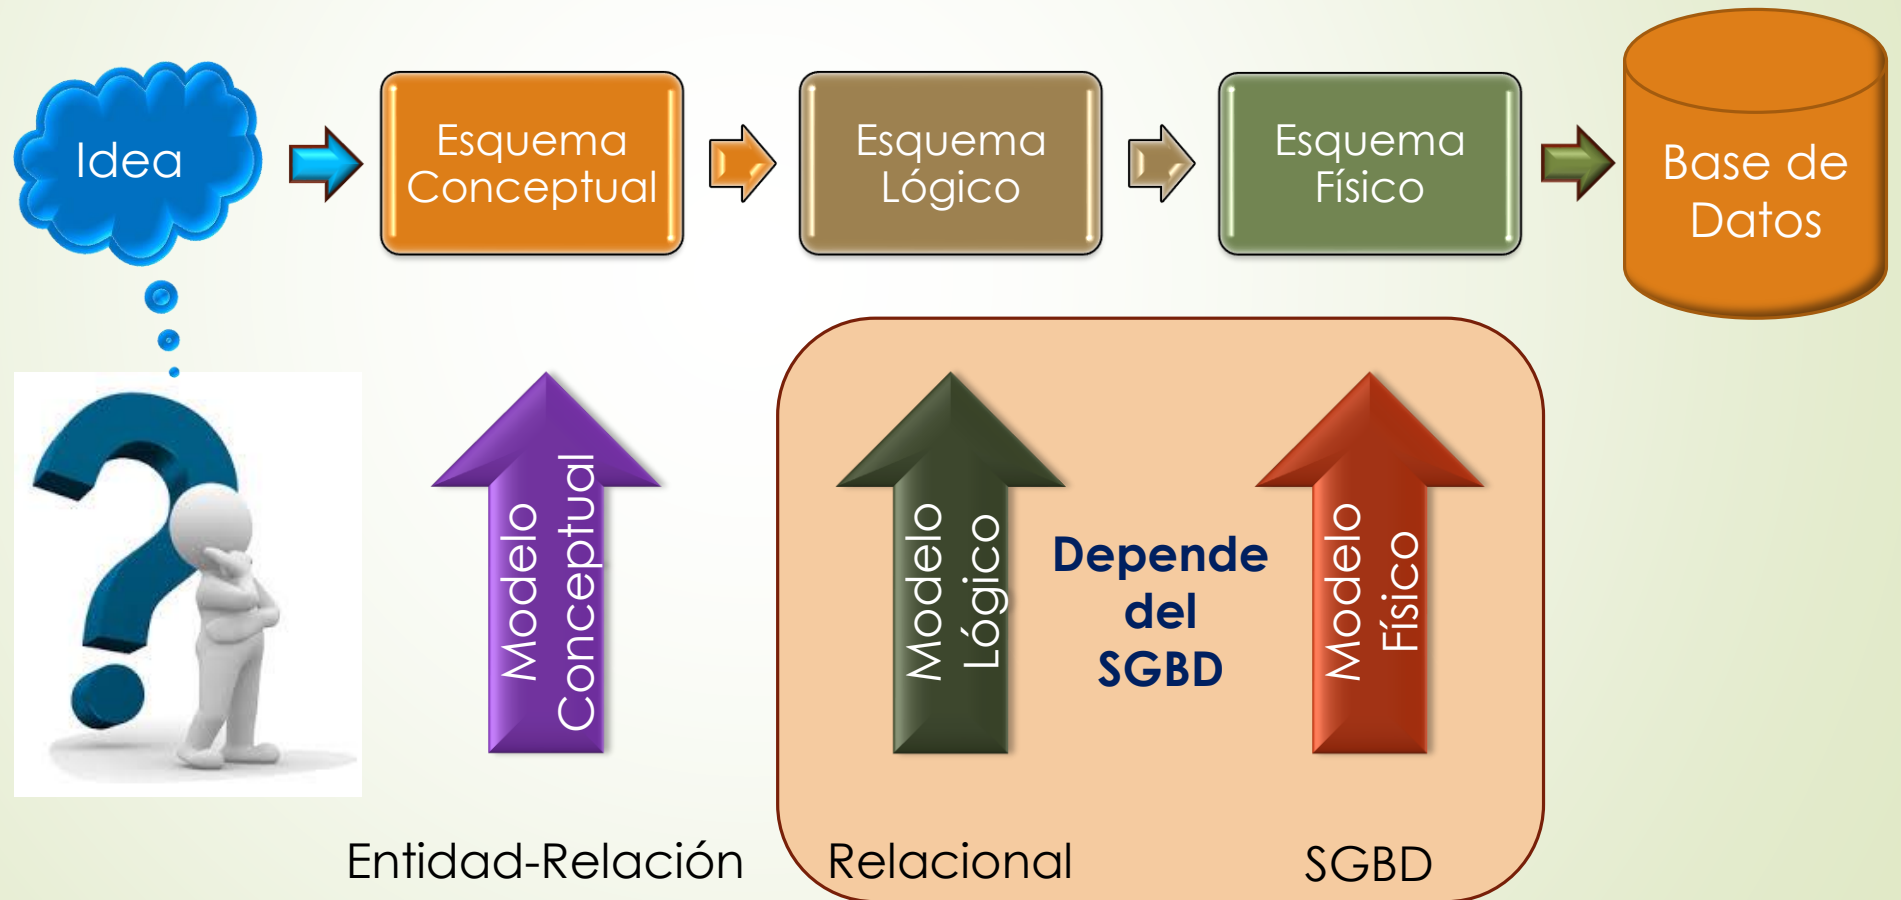 Idea
Esquema
Conceptual
Esquema
Lógico
Esquema
Físico
Base de
Datos
Modelo
Conceptual
Modelo
Lógico
Depende
del
SGBD
Modelo
Físico
Entidad-Relación
Relacional
SGBD